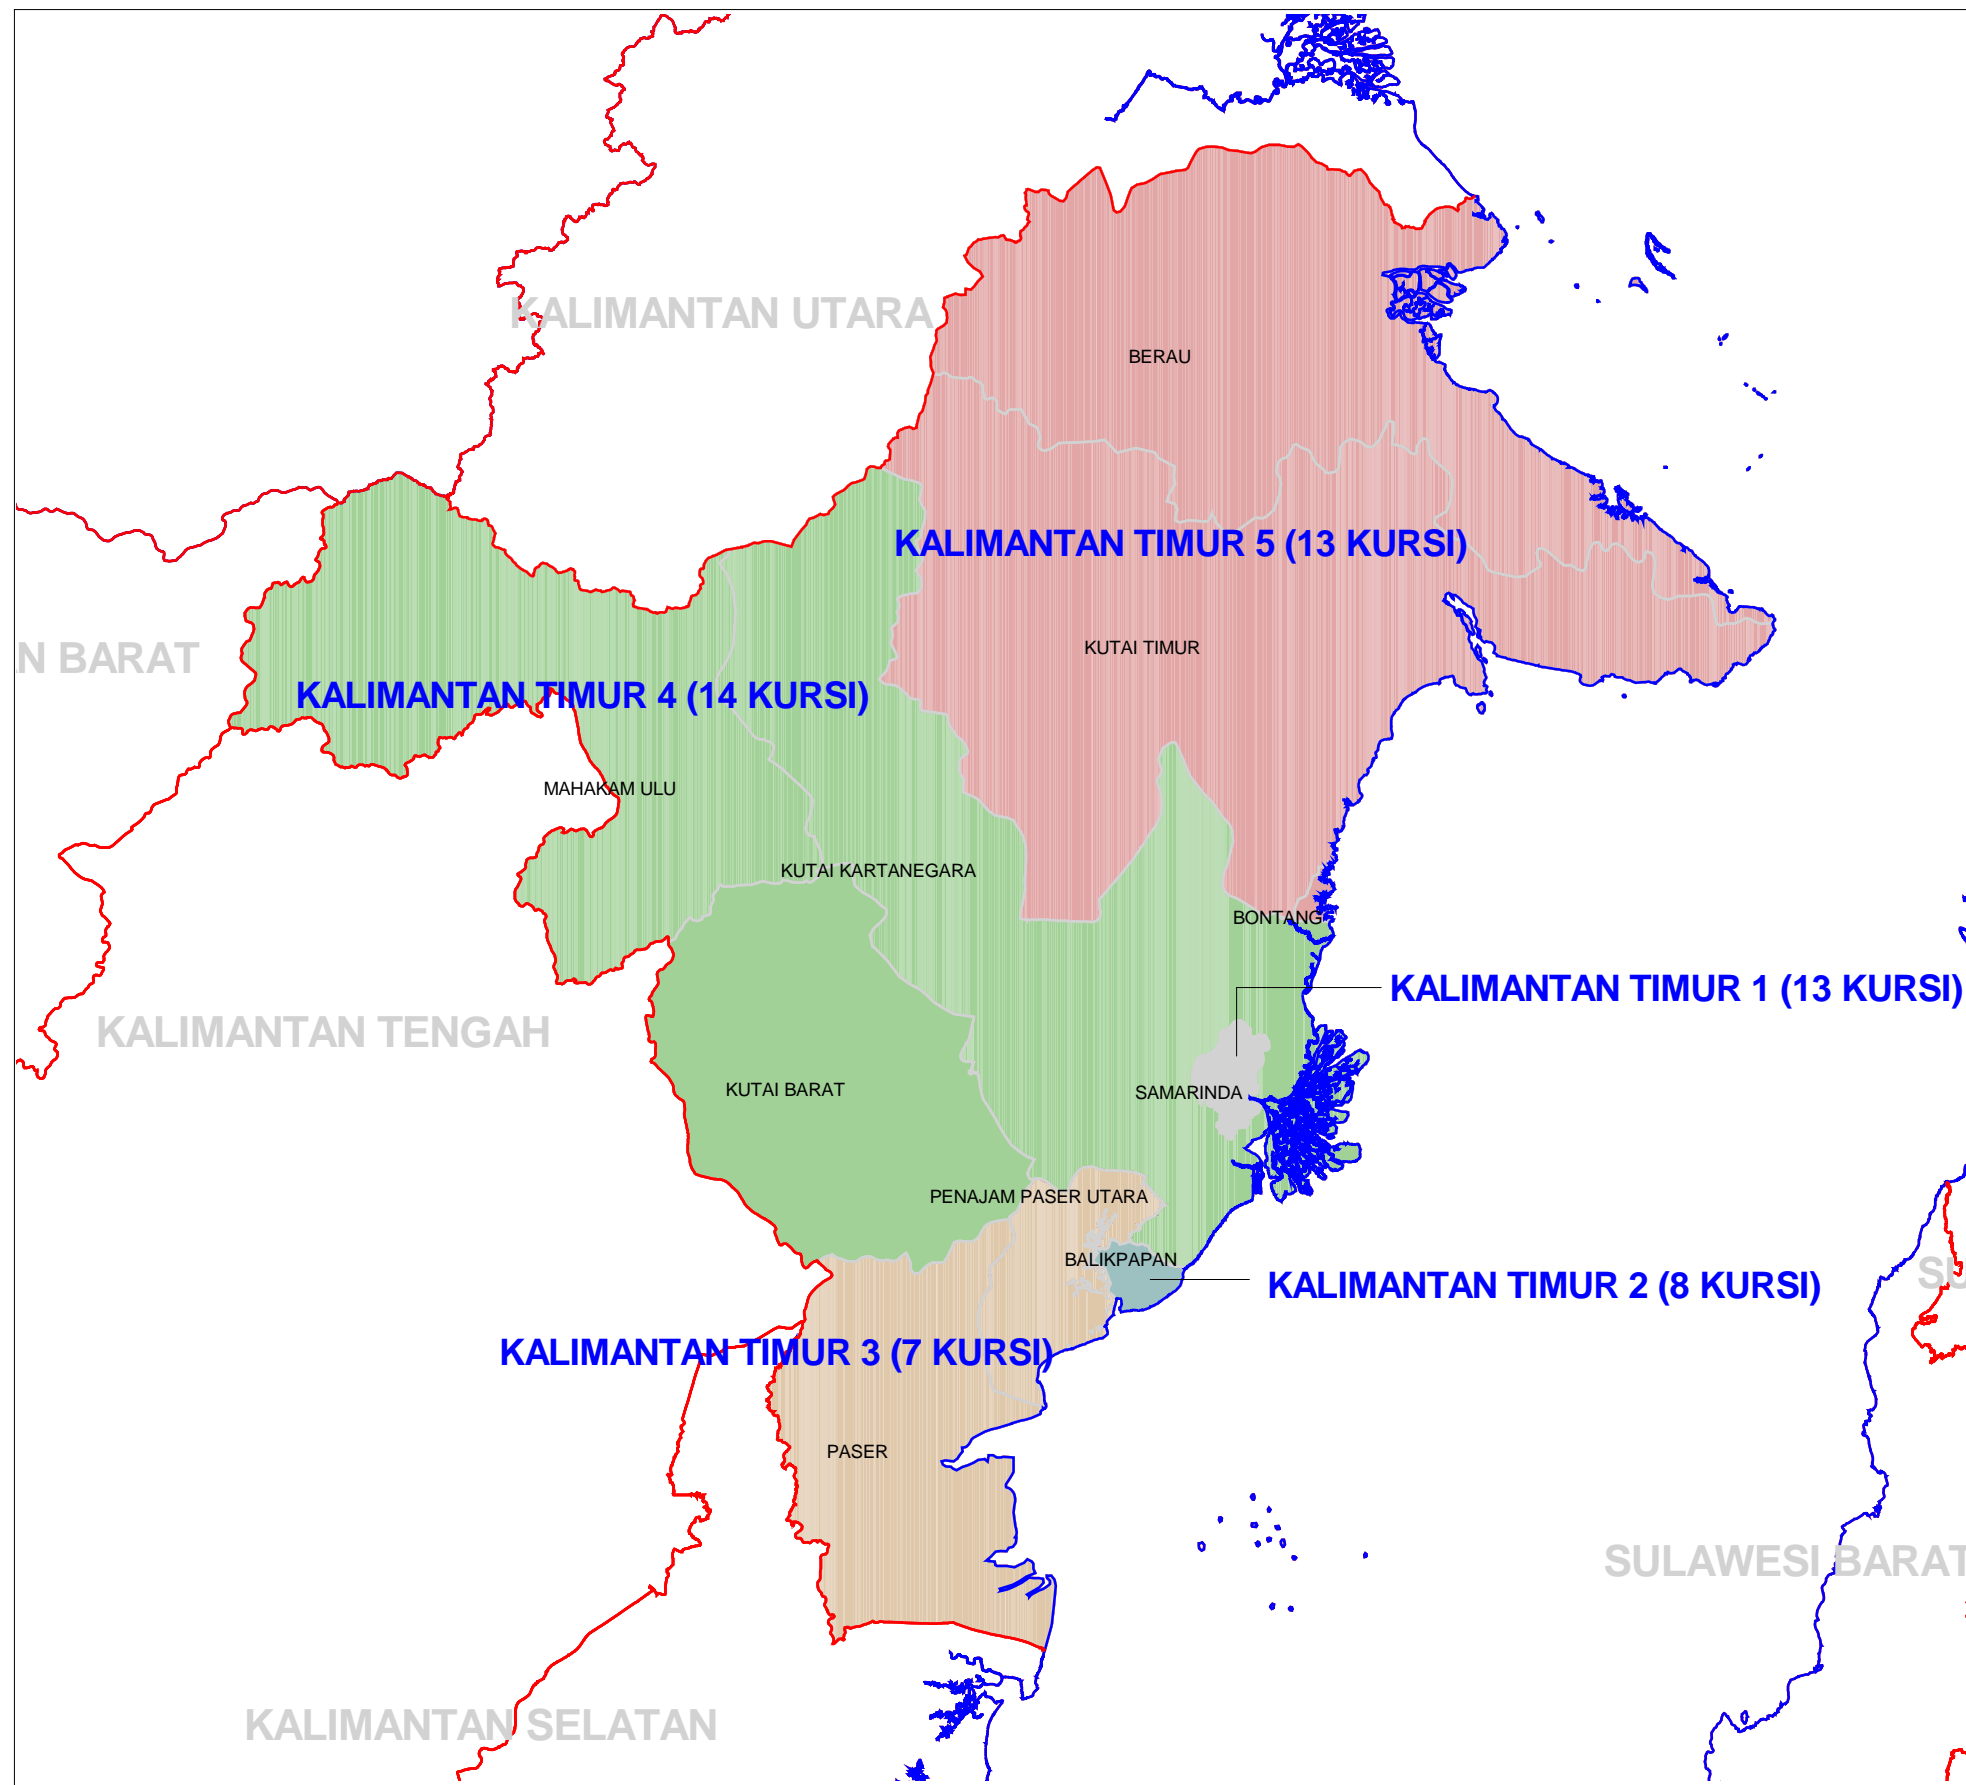 KALIMANTAN UTARA
BERAU
KALIMANTAN TIMUR 5 (13 KURSI)
KUTAI TIMUR
N BARAT
KALIMANTAN TIMUR 4 (14 KURSI)
MAHAKAM ULU
KUTAI KARTANEGARA
BONTANG
KALIMANTAN TIMUR 1 (13 KURSI)
KALIMANTAN TENGAH
KUTAI BARAT
SAMARINDA
PENAJAM PASER UTARA
BALIKPAPAN
SU
KALIMANTAN TIMUR 2 (8 KURSI)
KALIMANTAN TIMUR 3 (7 KURSI)
PASER
SULAWESI BARAT
KALIMANTAN SELATAN